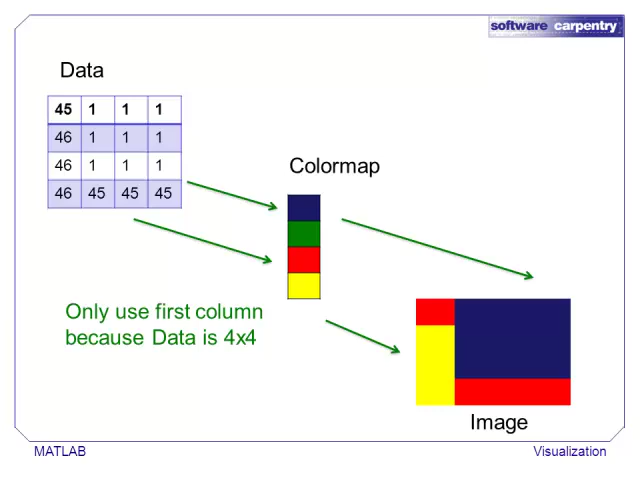 software carpentry
Data
45 1 1 1
46 1 1 1
46 1 1 1
46 45 45 45
Colormap
Only use first column
because Data is 4x4
Image
MATLAB
Visualization